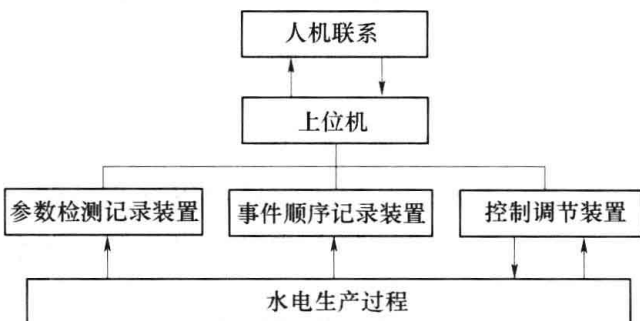 人机联系
上位机
参数检测记录装置
事件顺序记录装置
控制调节装置
水电生产过程